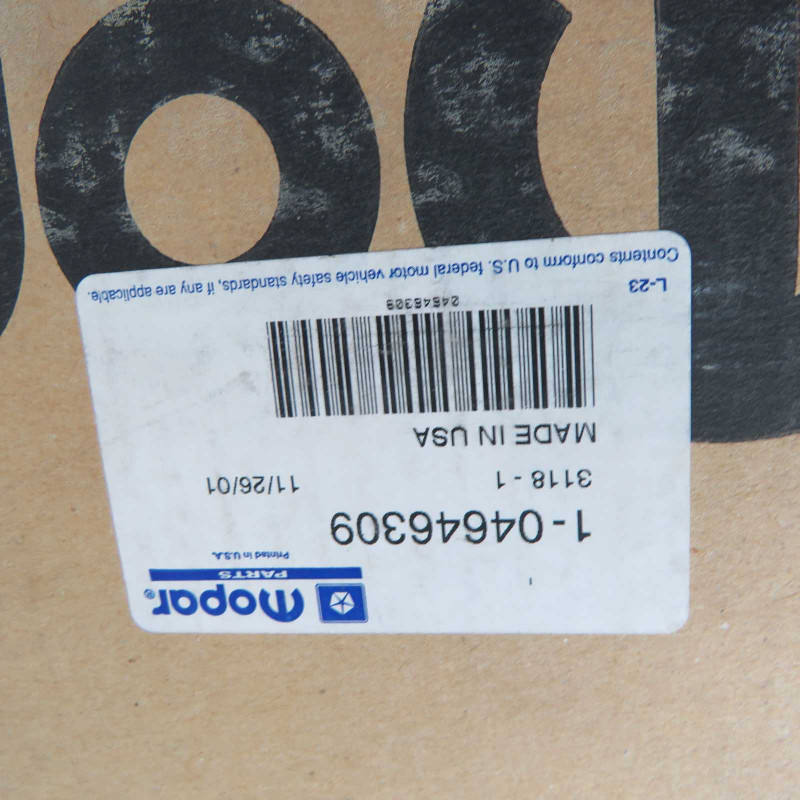 Mopar®
PARTS
Printed in U.S.A.
1-04646309
3118 - 1 11/26/01
MADE IN USA
04646309
L-23
Contents conform to U.S. federal motor vehicle safety standards, if any are applicable.